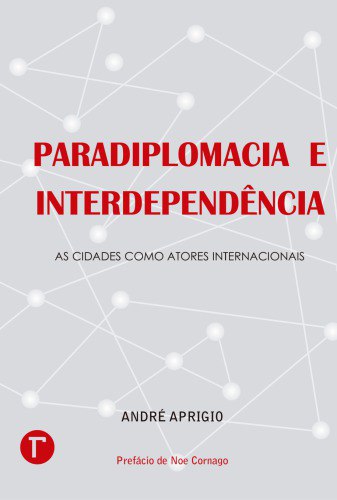 PARADIPLOMACIA E
INTERDEPENDÊNCIA
AS CIDADES COMO ATORES INTERNACIONAIS
ANDRÉ APRIGIO
Prefácio de Noe Cornago